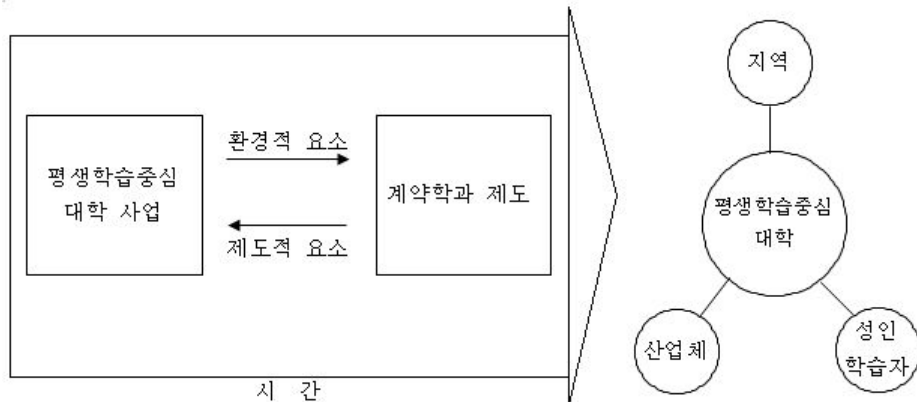 평생학습중심
대학 사업
환경적 요소
제도적 요소
계약학과 제도
시 간
지역
평생학습중심
대학
산업체
성인
학습자